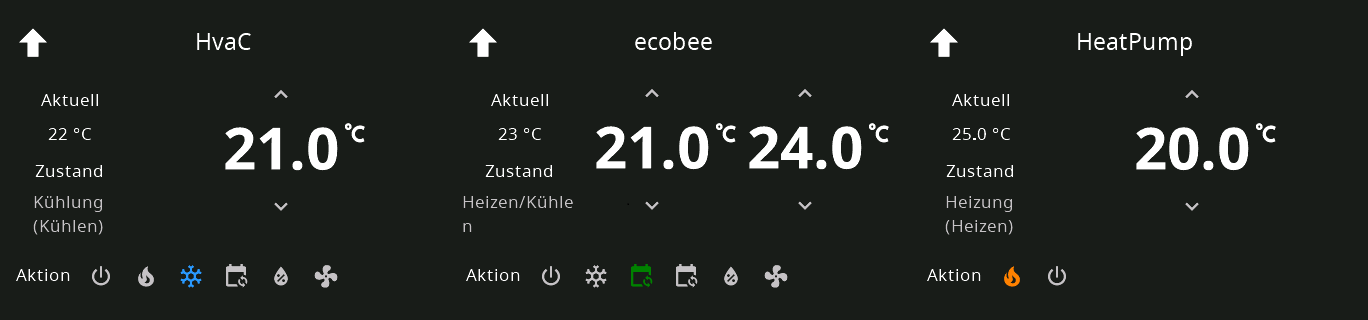 HvaC
Aktuell
22 °C
21.0 °C
Zustand
Kühlung
(Kühlen)
Aktion
ecobee
Aktuell
23 °C
21.0 °C 24.0 °C
Zustand
Heizen/Kühle
n
Aktion
HeatPump
Aktuell
25.0 °C
20.0 °C
Zustand
Heizung
(Heizen)
Aktion